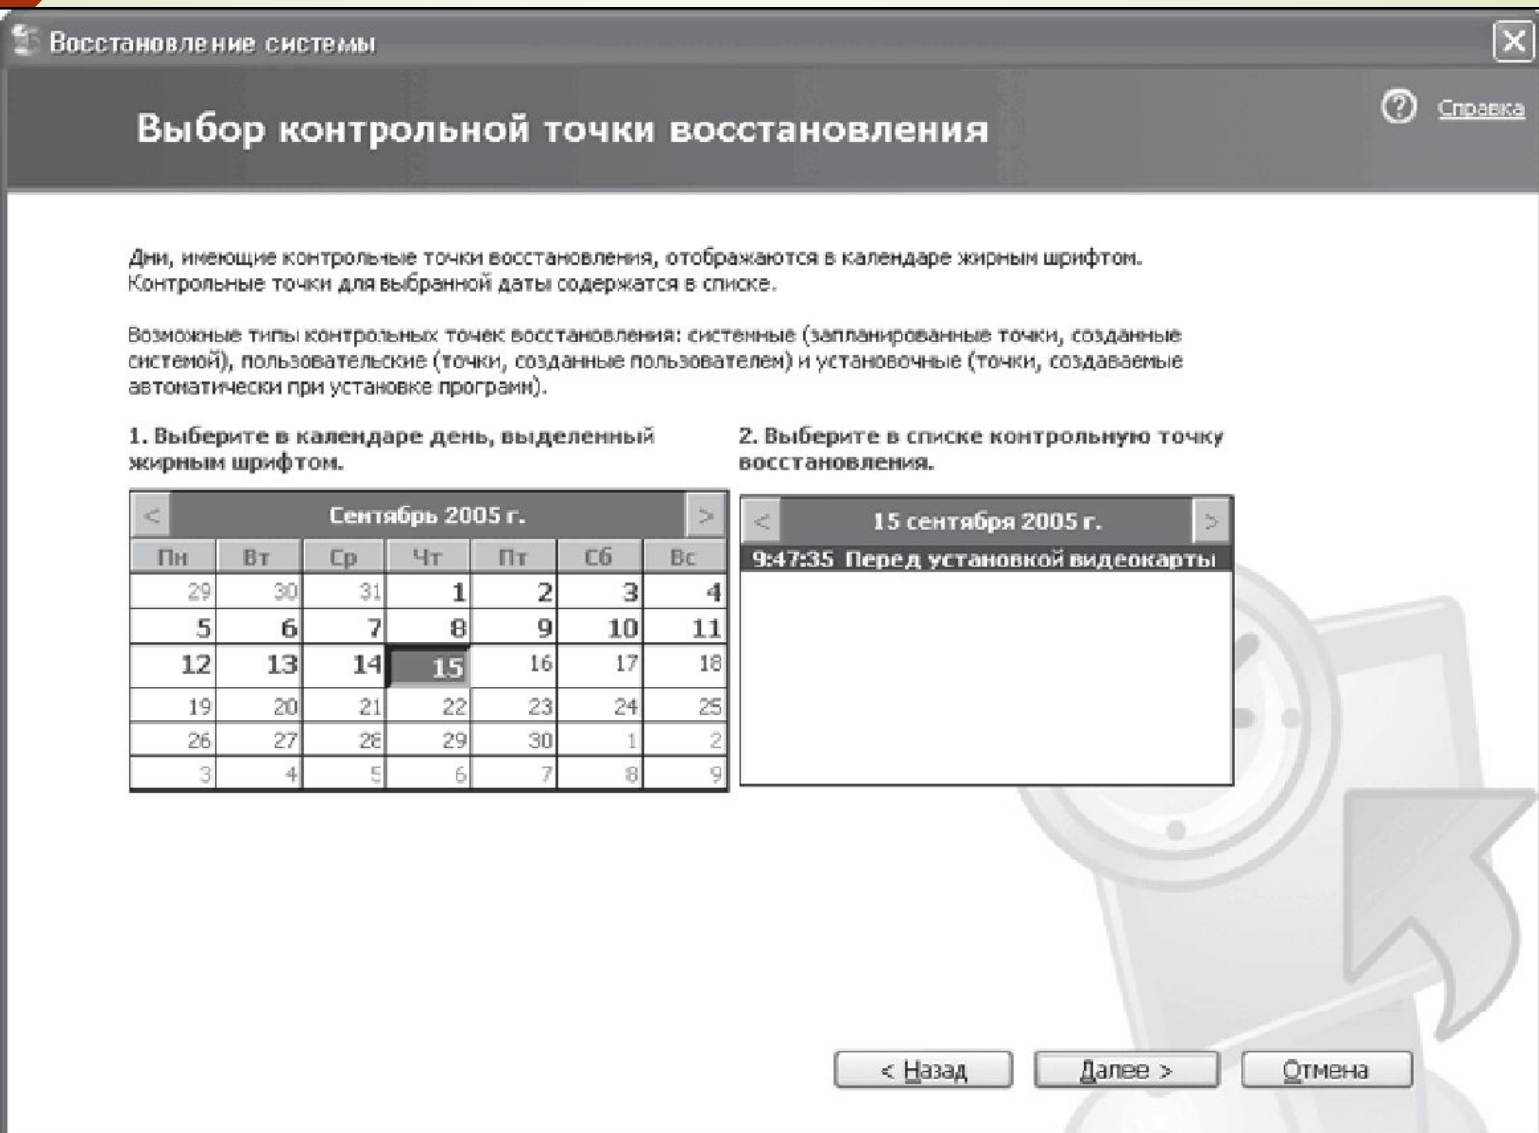 Восстановление системы
Выбор контрольной точки восстановления
Справка
Дни, имеющие контрольные точки восстановления, отображаются в календаре жирным шрифтом.
Контрольные точки для выбранной даты содержатся в списке.
Возможные типы контрольных точек восстановления: системные (запланированные точки, созданные
системой), пользовательские (точки, созданные пользователем) и установочные (точки, создаваемые
автоматически при установке программ).
1. Выберите в календаре день, выделенный
жирным шрифтом.
< Сентябрь 2005 г. >
Пн Вт Ср Чт Пт Сб Вс
29 30 31 1 2 3 4
5 6 7 8 9 10 11
12 13 14 15 16 17 18
19 20 21 22 23 24 25
26 27 28 29 30 1 2
3 4 5 6 7 8 9
2. Выберите в списке контрольную точку
восстановления.
< 15 сентября 2005 г. >
9:47:35 Перед установкой видеокарты
< Назад Далее > Отмена